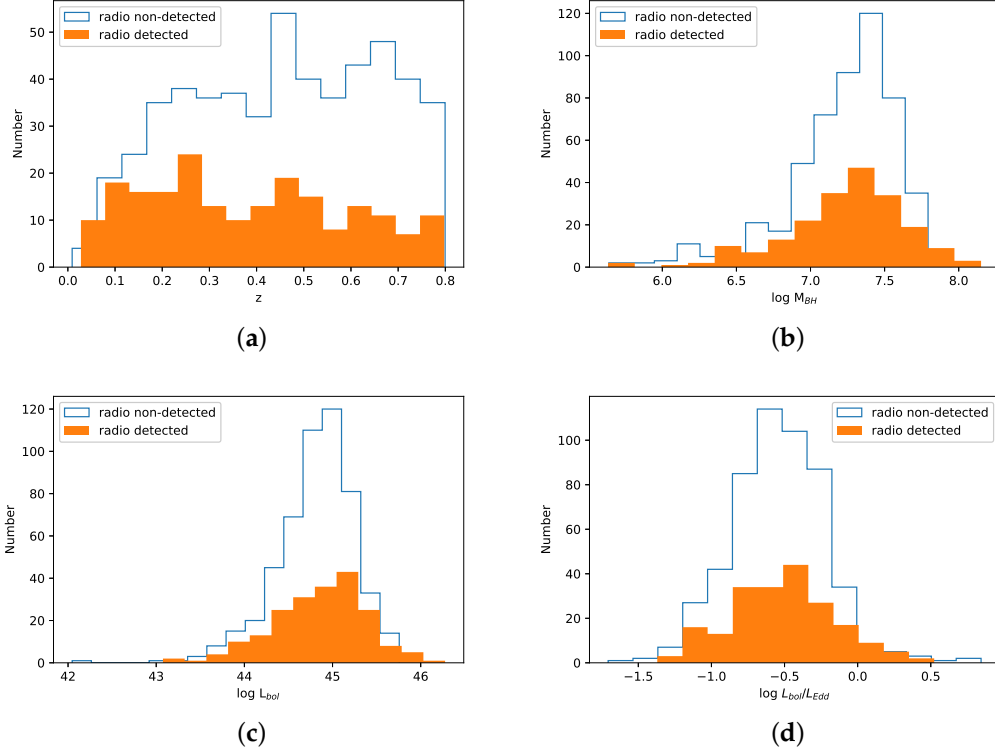 radio non-detected
radio detected
50
40
30
20
10
0
Number
0.0 0.1 0.2 0.3 0.4 0.5 0.6 0.7 0.8
z
(a)
radio non-detected
radio detected
120
100
80
60
40
20
0
Number
6.0 6.5 7.0 7.5 8.0
log M_BH
(b)
radio non-detected
radio detected
120
100
80
60
40
20
0
Number
42 43 44 45 46
log L_bol
(c)
radio non-detected
radio detected
100
80
60
40
20
0
Number
−1.5 −1.0 −0.5 0.0 0.5
log L_bol/L_Edd
(d)